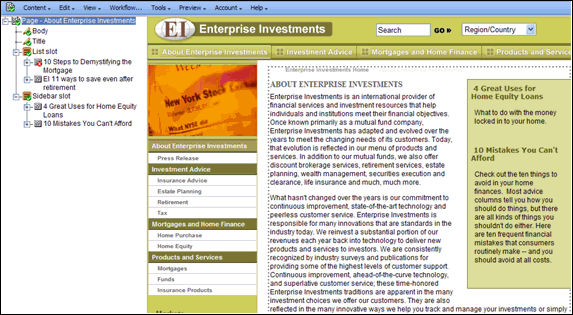 Content Edit View Workflow... Tools Preview Account Help
Page - About Enterprise Investments
Body
Title
List slot
10 Steps to Demystifying the
Mortgage
EI 11 ways to save even after
retirement
Sidebar slot
4 Great Uses for Home Equity
Loans
10 Mistakes You Can't Afford
EI Enterprise Investments
Search GO » Region/Country
About Enterprise Investments Investment Advice Mortgages and Home Finance Products and Service
New York Stock
What NYSE
Enterprise Investments Home
ABOUT ENTERPRISE INVESTMENTS
Enterprise Investments is an international provider of
financial services and investment resources that help
individuals and institutions meet their financial objectives.
Once known primarily as a mutual fund company,
Enterprise Investments has adapted and evolved over the
years to meet the changing needs of its customers. Today,
that evolution is reflected in our menu of products and
services. In addition to our mutual funds, we also offer
discount brokerage services, retirement services, estate
planning, wealth management, securities execution and
clearance, life insurance and much, much more.
What hasn't changed over the years is our commitment to
continuous improvement, state-of-the-art technology and
peerless customer service. Enterprise Investments is
responsible for many innovations that are standards in the
industry today. We reinvest a substantial portion of our
revenues each year back into technology to deliver new
products and services to investors. We are consistently
recognized by industry surveys and publications for
providing some of the highest levels of customer support.
Continuous improvement, ahead-of-the-curve technology,
and superlative customer service; these time-honored
Enterprise Investments traditions are apparent in the many
investment choices we offer our customers. They are also
reflected in the many innovative ways we help you track and manage your investments or simply
About Enterprise Investments
Press Release
Investment Advice
Insurance Advice
Estate Planning
Retirement
Tax
Mortgages and Home Finance
Home Purchase
Home Equity
Products and Services
Mortgages
Funds
Insurance Products
4 Great Uses for
Home Equity Loans
What to do with the money
locked in to your home.
10 Mistakes You Can't
Afford
Check out the ten things to
avoid in your home
finances. Most advice
columns tell you how you
should do things, but there
are all kinds of things you
shouldn't do either. Here
are ten frequent financial
mistakes that consumers
routinely make – and you
should avoid at all costs.